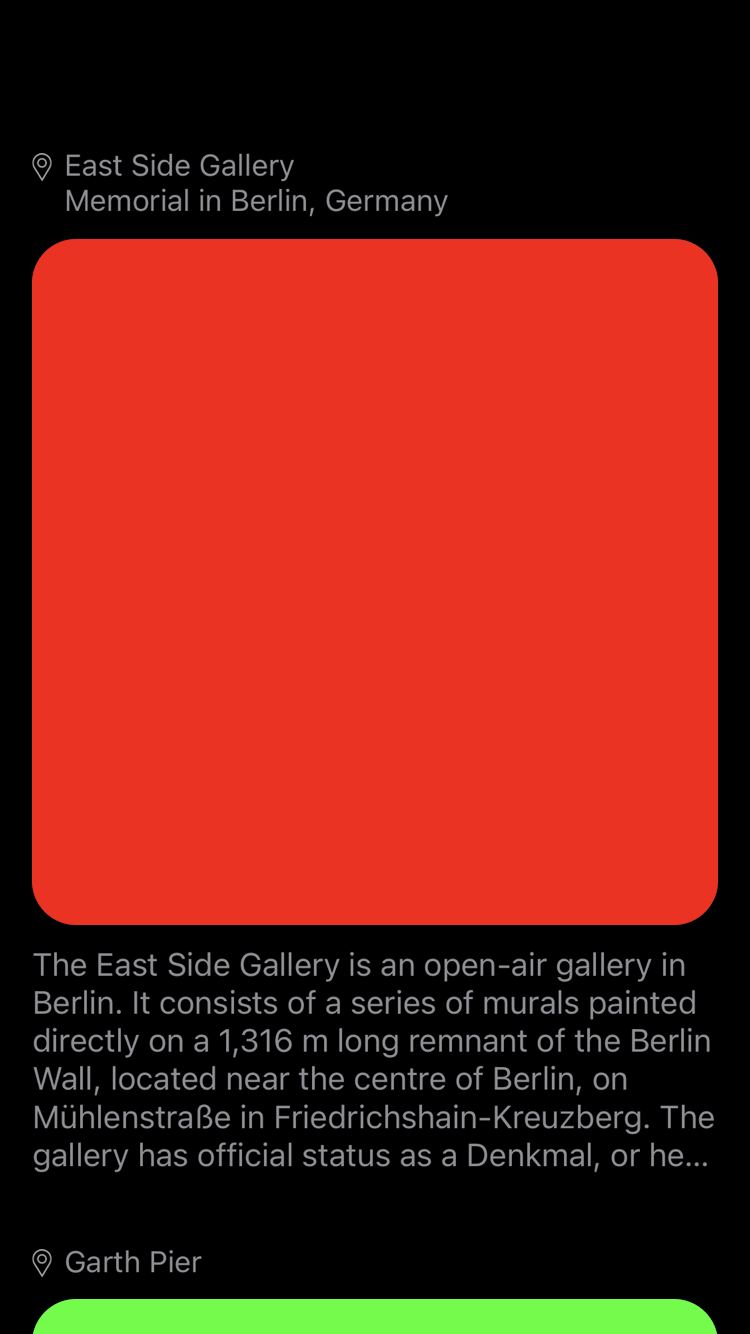 East Side Gallery
Memorial in Berlin, Germany
The East Side Gallery is an open-air gallery in
Berlin. It consists of a series of murals painted
directly on a 1,316 m long remnant of the Berlin
Wall, located near the centre of Berlin, on
Mühlenstraße in Friedrichshain-Kreuzberg. The
gallery has official status as a Denkmal, or he...
Garth Pier